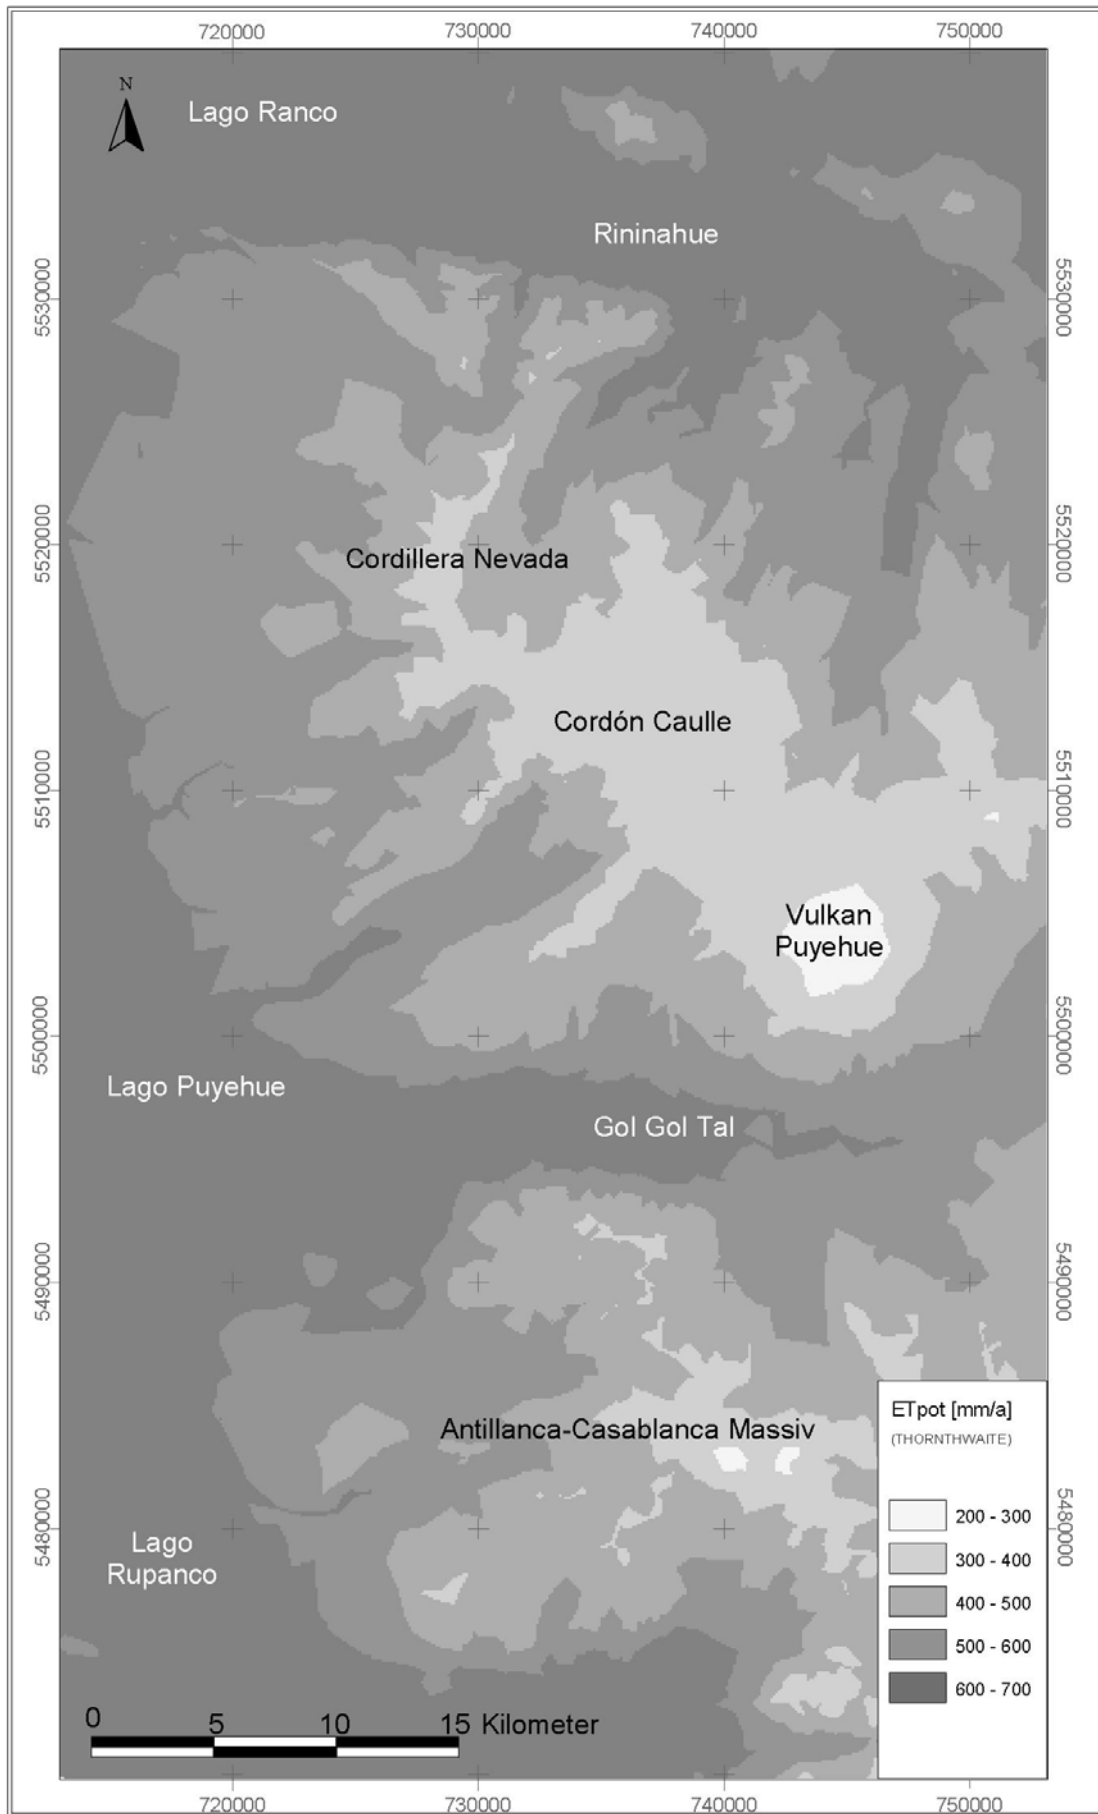 720000 730000 740000 750000
N
Lago Ranco
Rininahue
5530000 5530000
5520000 5520000
Cordillera Nevada
Cordón Caulle
5510000 5510000
Vulkan
Puyehue
5500000 5500000
Lago Puyehue
Gol Gol Tal
5490000 5490000
Antillanca-Casablanca Massiv
5480000 5480000
Lago
Rupanco
ETpot [mm/a]
(THORNTHWAITE)
200 - 300
300 - 400
400 - 500
500 - 600
600 - 700
0 5 10 15 Kilometer
720000 730000 740000 750000